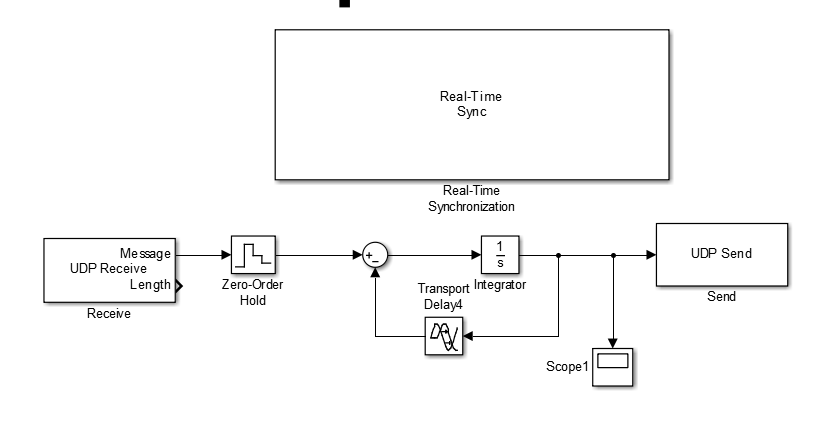 Real-Time
Sync
Real-Time
Synchronization
Message
UDP Receive
Length
Receive
Zero-Order
Hold
+
−
1
s
Integrator
Transport
Delay4
UDP Send
Send
Scope1